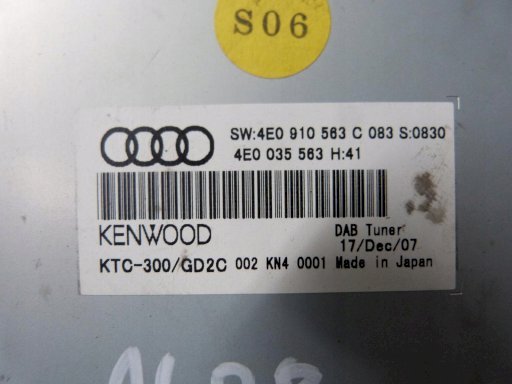 S06
SW:4E0 910 563 C 083 S:0830
4E0 035 563 H:41
KENWOOD
DAB Tuner
17/Dec/07
KTC-300/GD2C 002 KN4 0001 Made in Japan